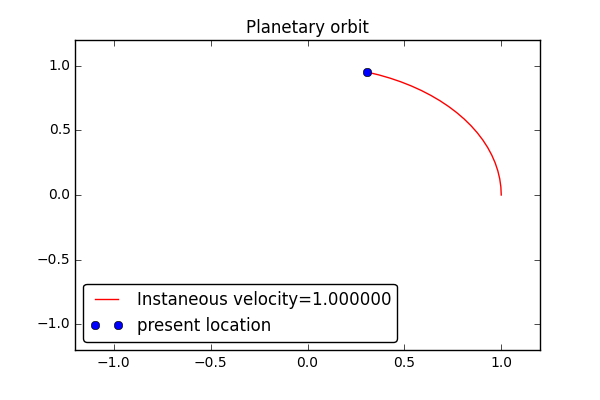 Planetary orbit
1.0
0.5
0.0
−0.5
−1.0
Instaneous velocity=1.000000
present location
−1.0 −0.5 0.0 0.5 1.0